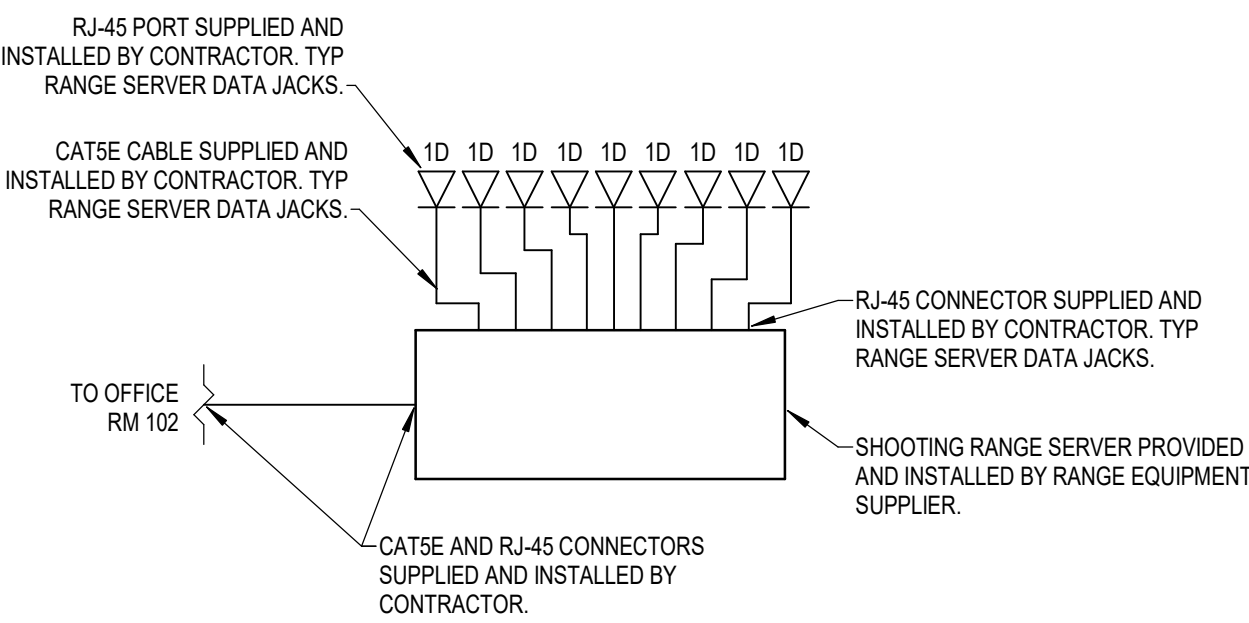 RJ-45 PORT SUPPLIED AND
INSTALLED BY CONTRACTOR. TYP
RANGE SERVER DATA JACKS.
CAT5E CABLE SUPPLIED AND
INSTALLED BY CONTRACTOR. TYP
RANGE SERVER DATA JACKS.
1D 1D 1D 1D 1D 1D 1D 1D 1D
RJ-45 CONNECTOR SUPPLIED AND
INSTALLED BY CONTRACTOR. TYP
RANGE SERVER DATA JACKS.
TO OFFICE
RM 102
SHOOTING RANGE SERVER PROVIDED
AND INSTALLED BY RANGE EQUIPMENT
SUPPLIER.
CAT5E AND RJ-45 CONNECTORS
SUPPLIED AND INSTALLED BY
CONTRACTOR.